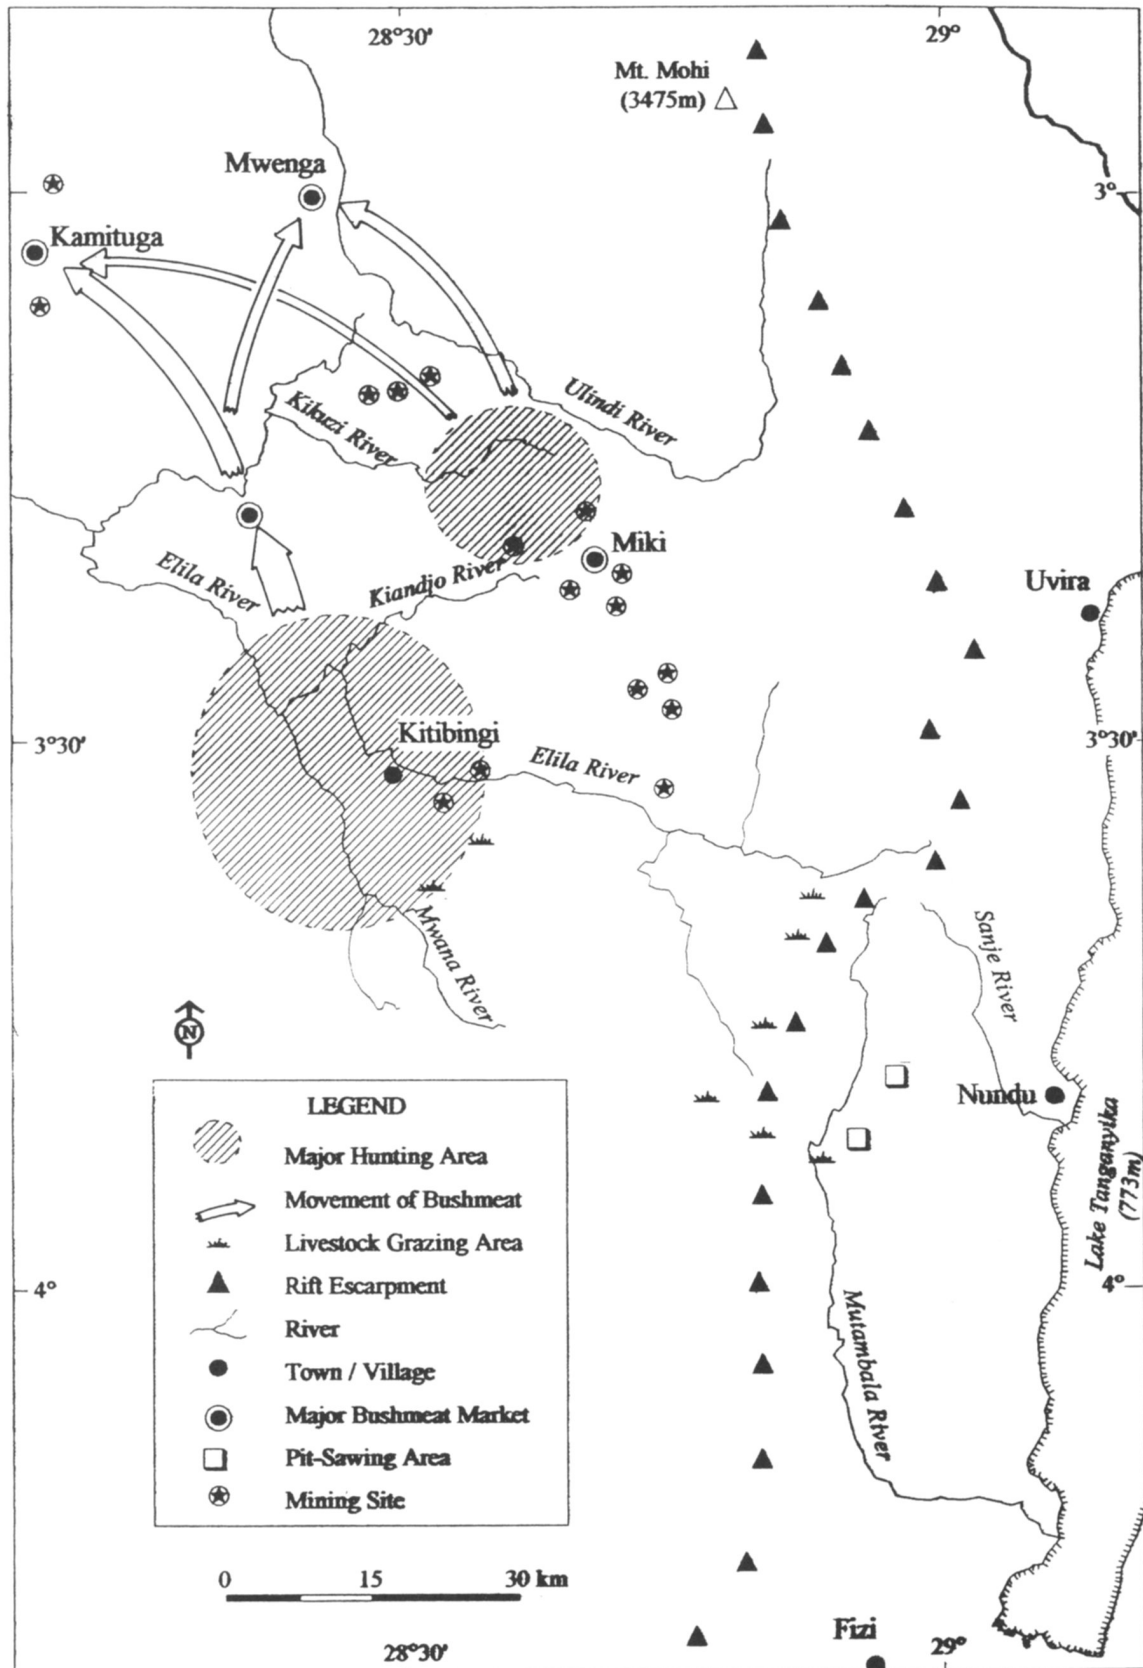 28°30'
29°
Mt. Mohi
(3475m)
Mwenga
3°
Kamituga
Ulindi River
Kikuzi River
Miki
Elila River
Kiandjo River
Uvira
Kitibingi
3°30'
3°30'
Elila River
Mwana River
Sanje River
N
Nundu
Lake Tanganyika
(773m)
LEGEND
Major Hunting Area
Movement of Bushmeat
Livestock Grazing Area
Rift Escarpment
River
Town / Village
Major Bushmeat Market
Pit-Sawing Area
Mining Site
4°
4°
Mutambala River
0 15 30 km
Fizi
28°30'
29°